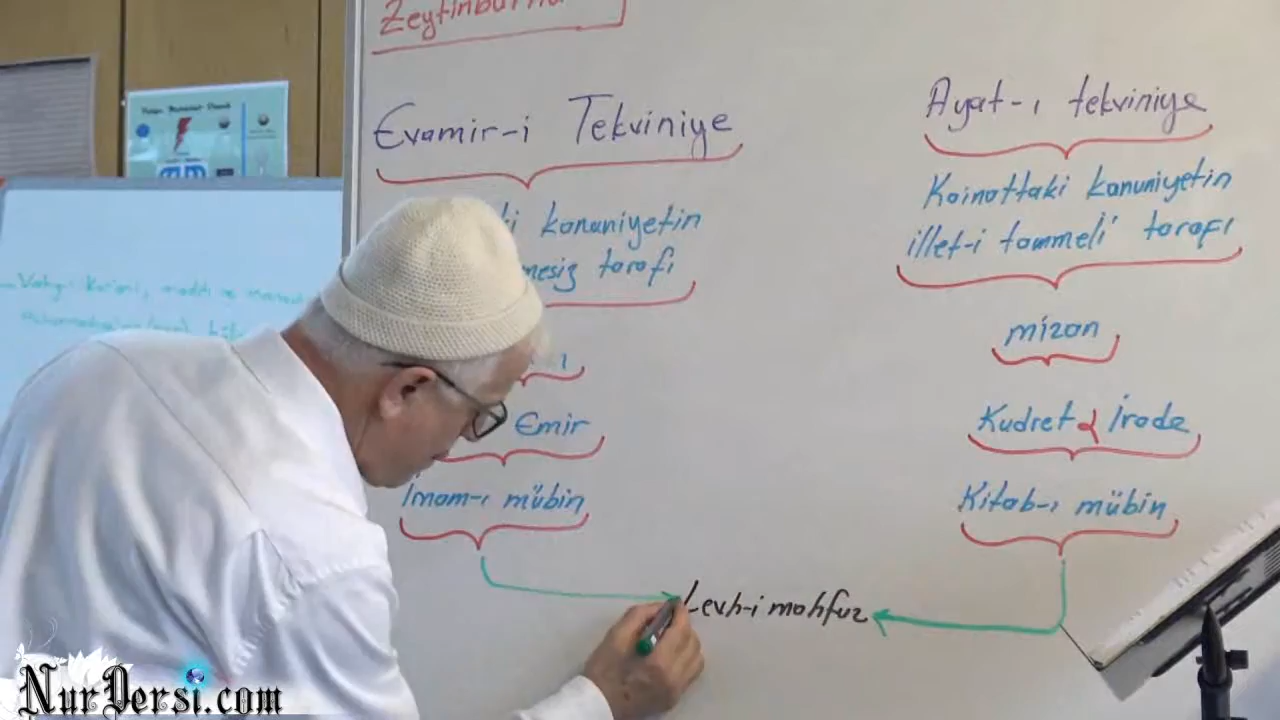 Zeytinburnu
Evamir-i Tekviniye
kanuniyetin
tarafı
Emir
İmam-ı mübin
Ayat-ı tekviniye
Kainattaki kanuniyetin
illet-i tammeli tarafı
mizan
Kudret İrade
Kitab-ı mübin
Levh-i mahfuz
NurDersi.com